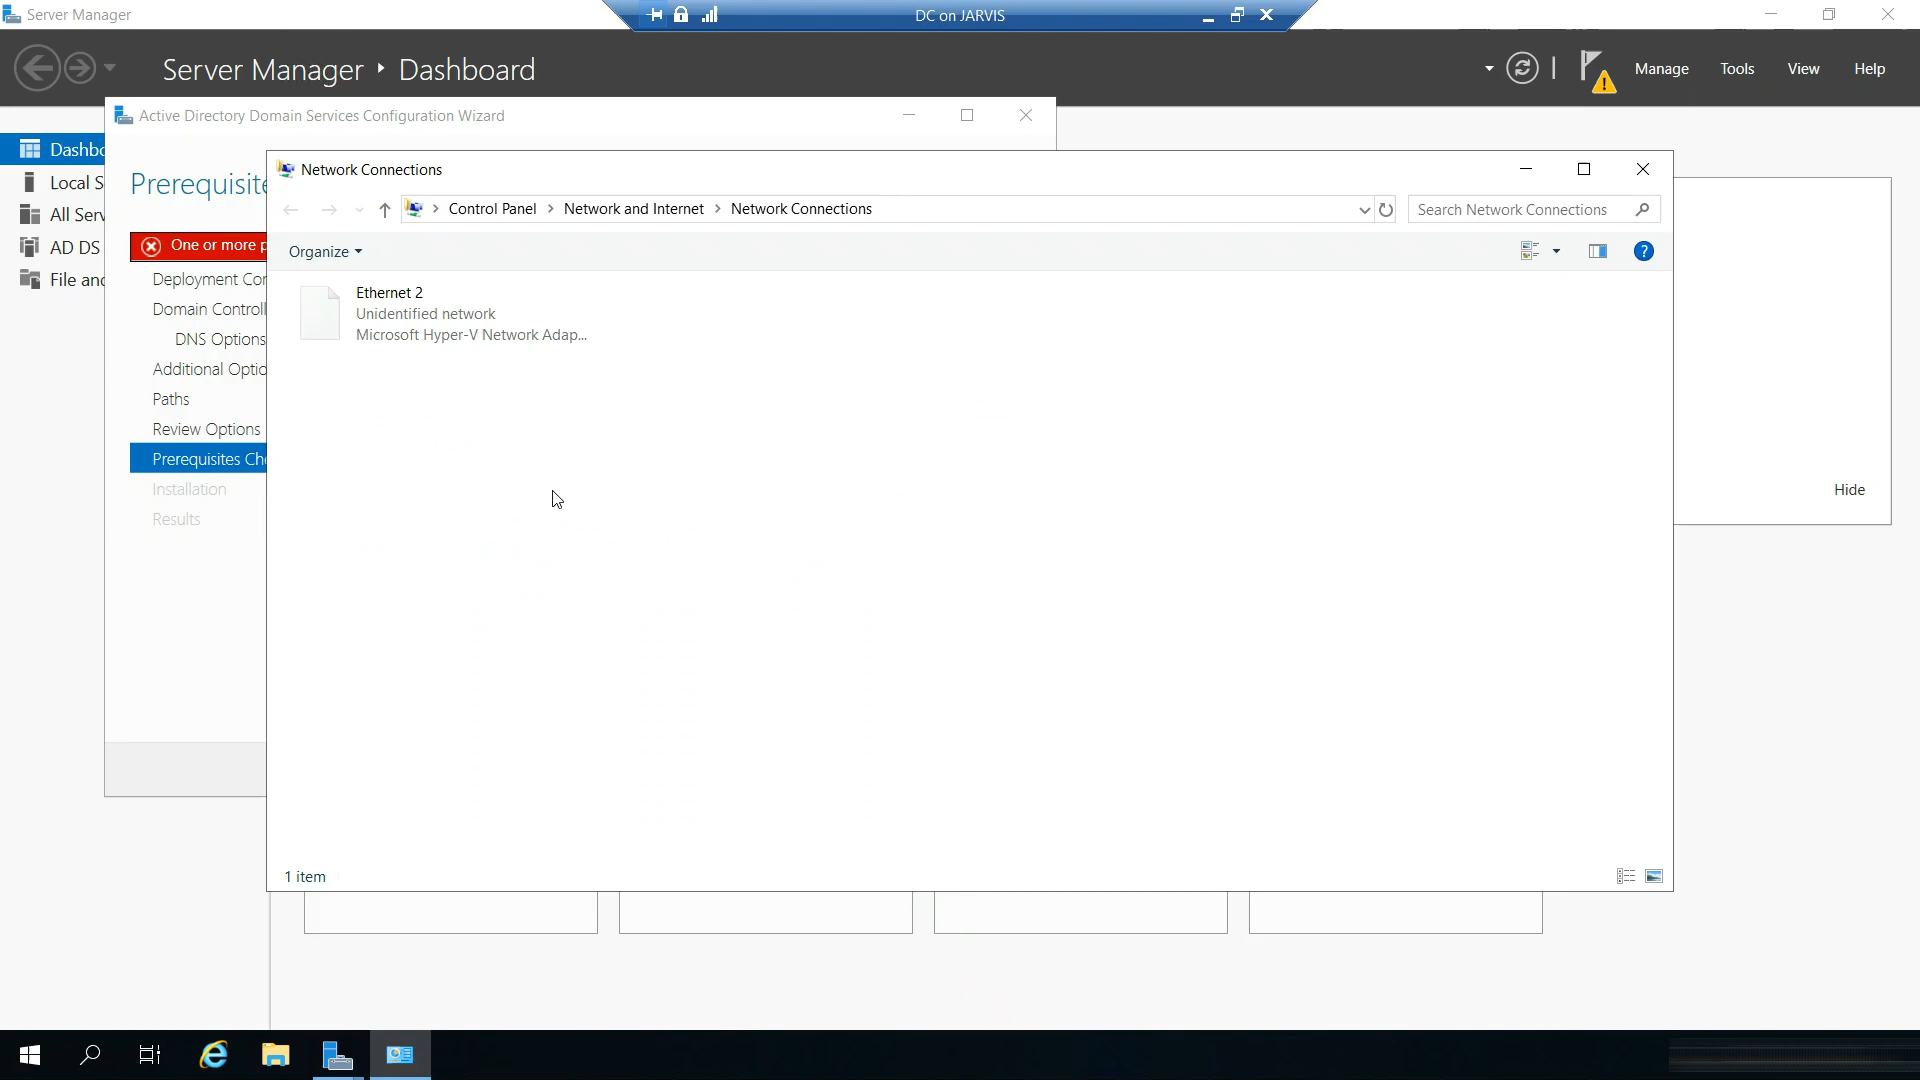 Server Manager
DC on JARVIS
Server Manager
Dashboard
Manage
Tools
View
Help
Active Directory Domain Services Configuration Wizard
Dashbo
Local S
All Serv
AD DS
File and
Prerequisite
One or more p
Deployment Con
Domain Controll
DNS Options
Additional Optio
Paths
Review Options
Prerequisites Che
Installation
Results
Network Connections
Control Panel
Network and Internet
Network Connections
Search Network Connections
Organize
Ethernet 2
Unidentified network
Microsoft Hyper-V Network Adap...
1 item
Hide